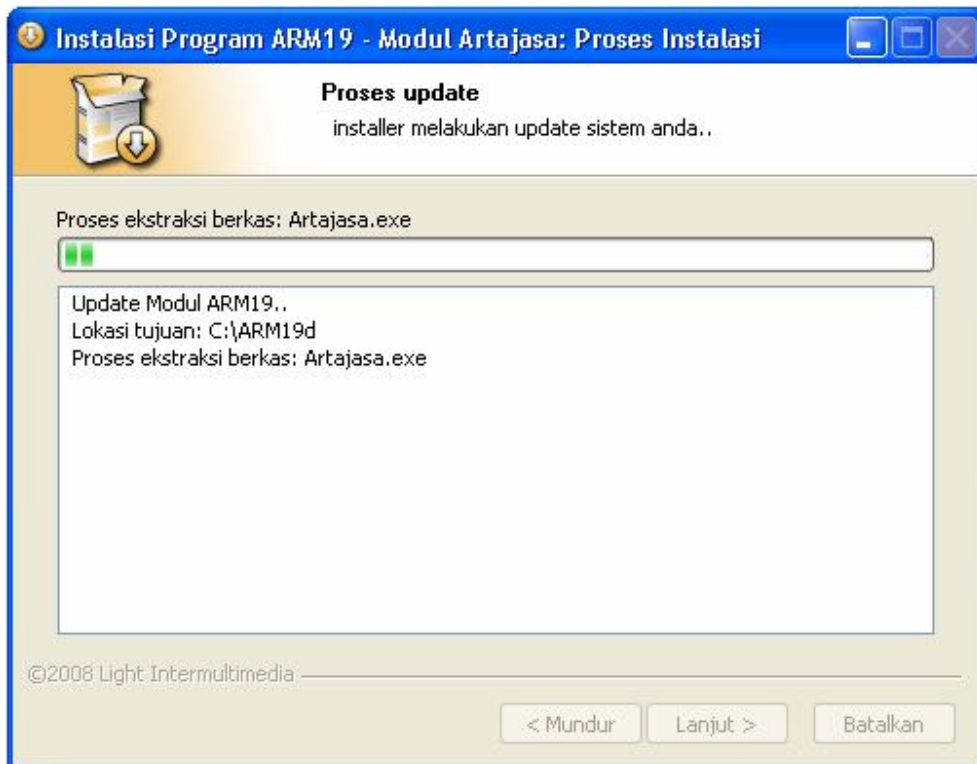 Instalasi Program ARM19 - Modul Artajasa: Proses Instalasi
Proses update
installer melakukan update sistem anda..
Proses ekstraksi berkas: Artajasa.exe
Update Modul ARM19..
Lokasi tujuan: C:\ARM19d
Proses ekstraksi berkas: Artajasa.exe
©2008 Light Intermultimedia
< Mundur
Lanjut >
Batalkan